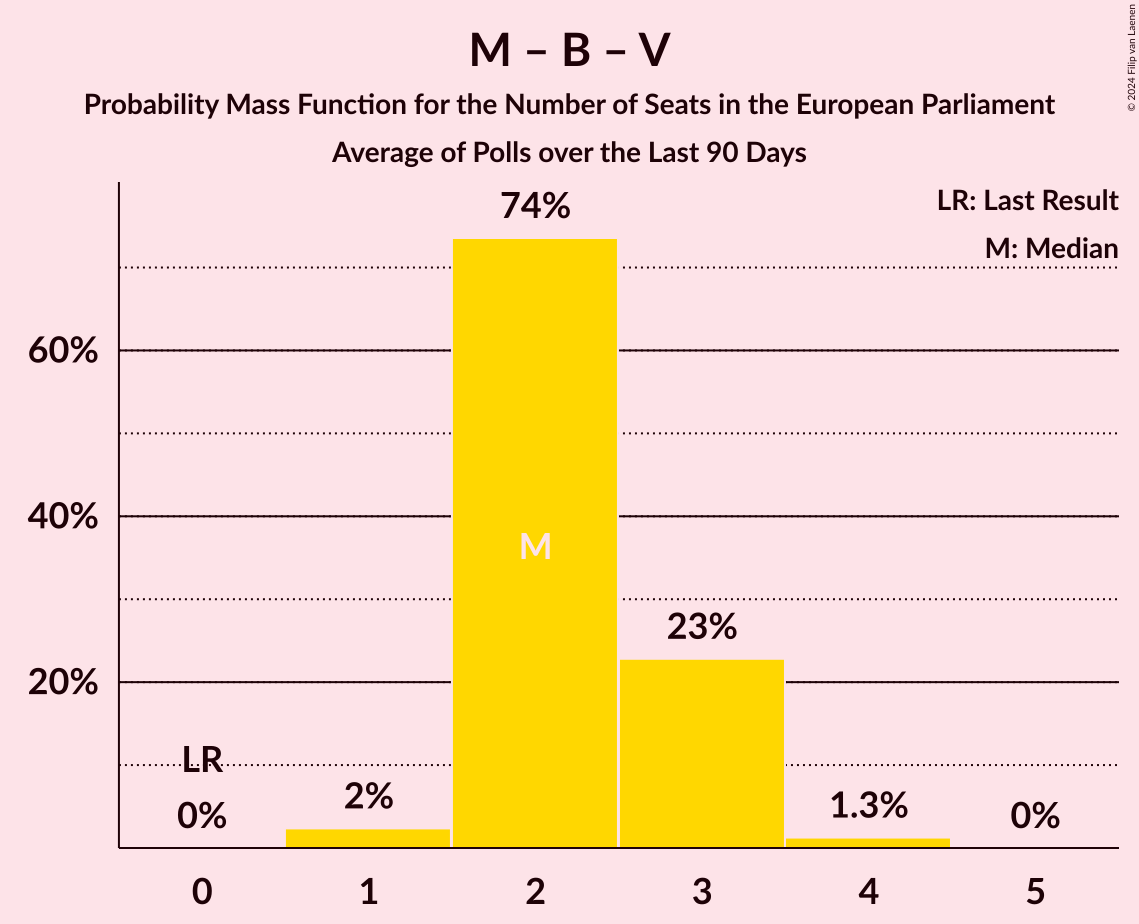 M – B – V
Probability Mass Function for the Number of Seats in the European Parliament
Average of Polls over the Last 90 Days
© 2024 Filip van Laenen
LR: Last Result
M: Median
74%
60%
40%
M
23%
20%
LR
0%
2%
1.3%
0%
0 1 2 3 4 5